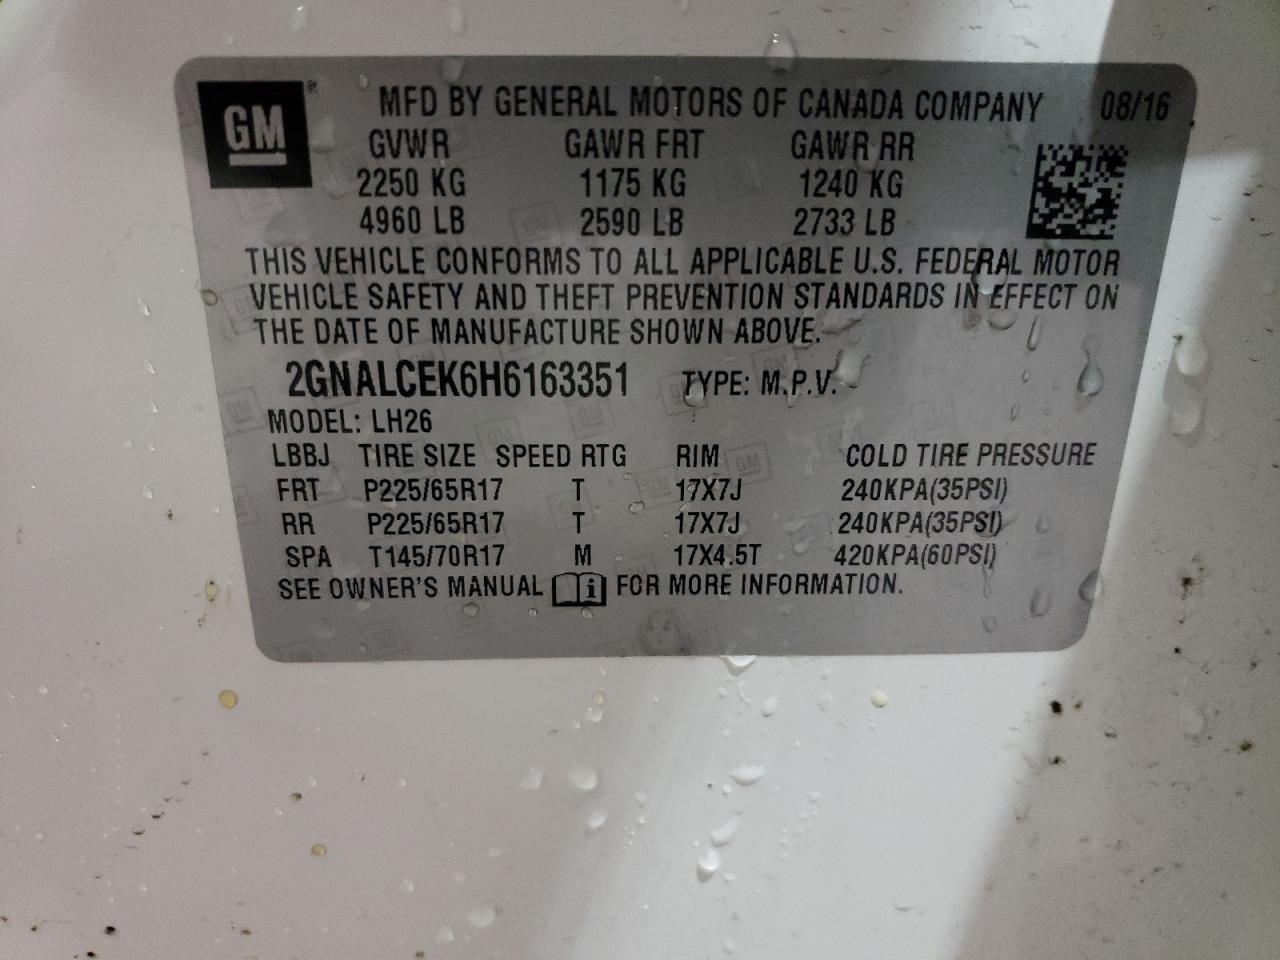 GM ® MFD BY GENERAL MOTORS OF CANADA COMPANY 08/16
GVWR GAWR FRT GAWR RR
2250 KG 1175 KG 1240 KG
4960 LB 2590 LB 2733 LB
THIS VEHICLE CONFORMS TO ALL APPLICABLE U.S. FEDERAL MOTOR
VEHICLE SAFETY AND THEFT PREVENTION STANDARDS IN EFFECT ON
THE DATE OF MANUFACTURE SHOWN ABOVE.
2GNALCEK6H6163351 TYPE: M.P.V.
MODEL: LH26
LBBJ TIRE SIZE SPEED RTG RIM COLD TIRE PRESSURE
FRT P225/65R17 T 17X7J 240KPA(35PSI)
RR P225/65R17 T 17X7J 240KPA(35PSI)
SPA T145/70R17 M 17X4.5T 420KPA(60PSI)
SEE OWNER'S MANUAL i FOR MORE INFORMATION.